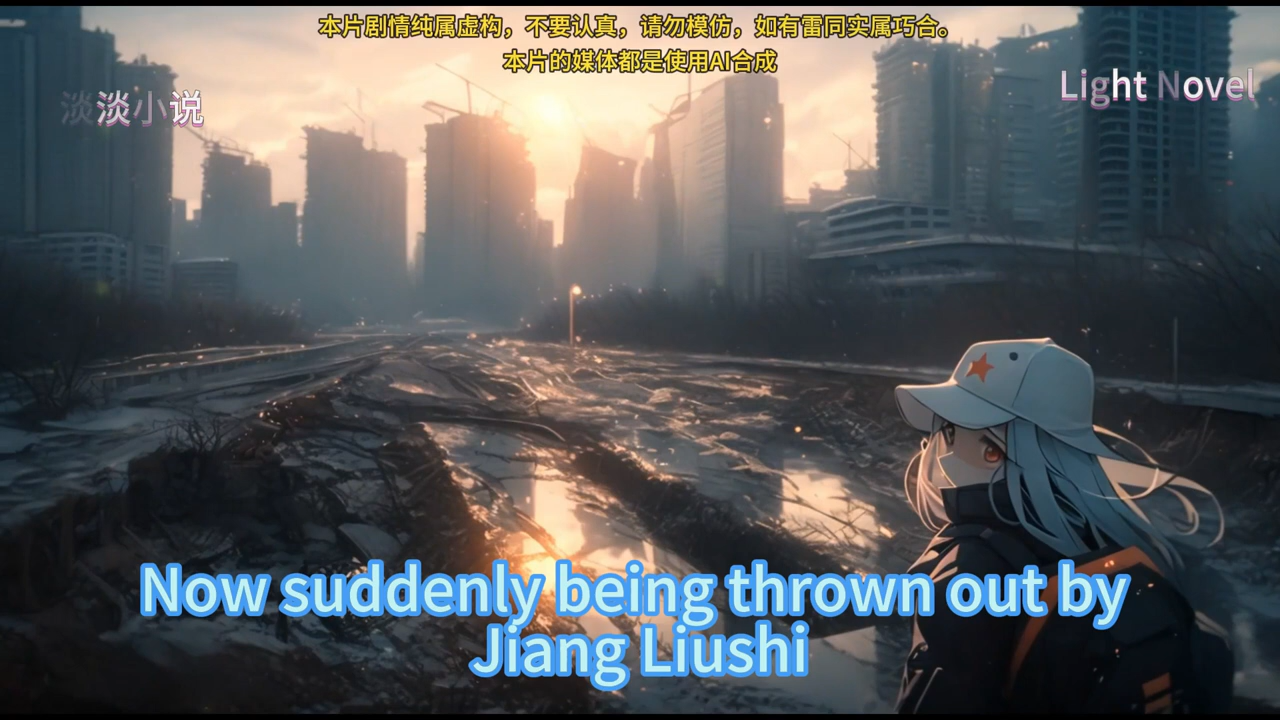 本片剧情纯属虚构，不要认真，请勿模仿，如有雷同实属巧合。
本片的媒体都是使用AI合成
淡淡小说
Light Novel
Now suddenly being thrown out by
Jiang Liushi